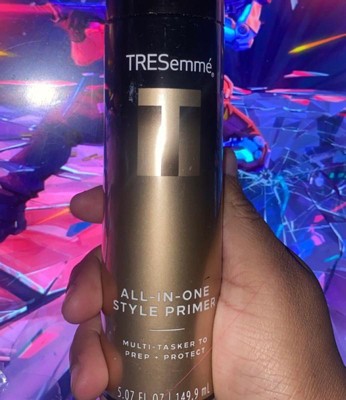 TRESemmé
T
ALL-IN-ONE
STYLE PRIMER
MULTI-TASKER TO
PREP + PROTECT
5.07 FL OZ | 149.9 mL